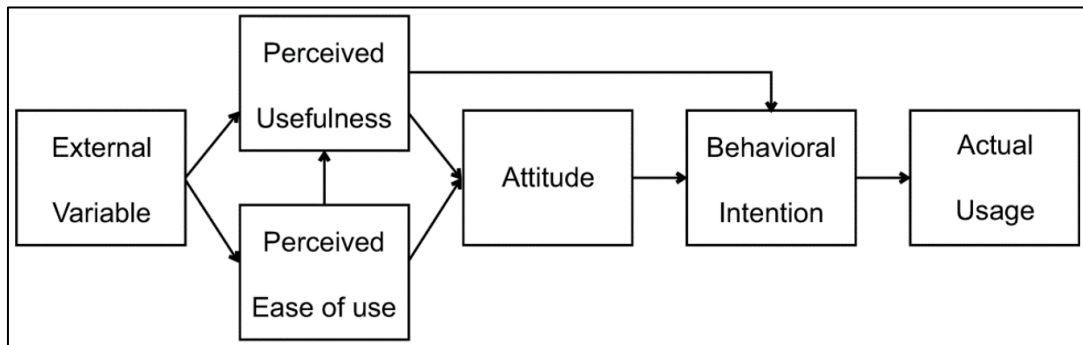 External
Variable
Perceived
Usefulness
Perceived
Ease of use
Attitude
Behavioral
Intention
Actual
Usage